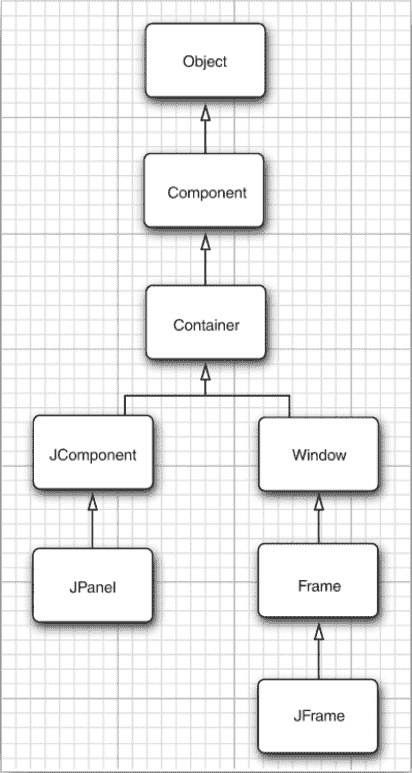 Object
Component
Container
JComponent
Window
JPanel
Frame
JFrame